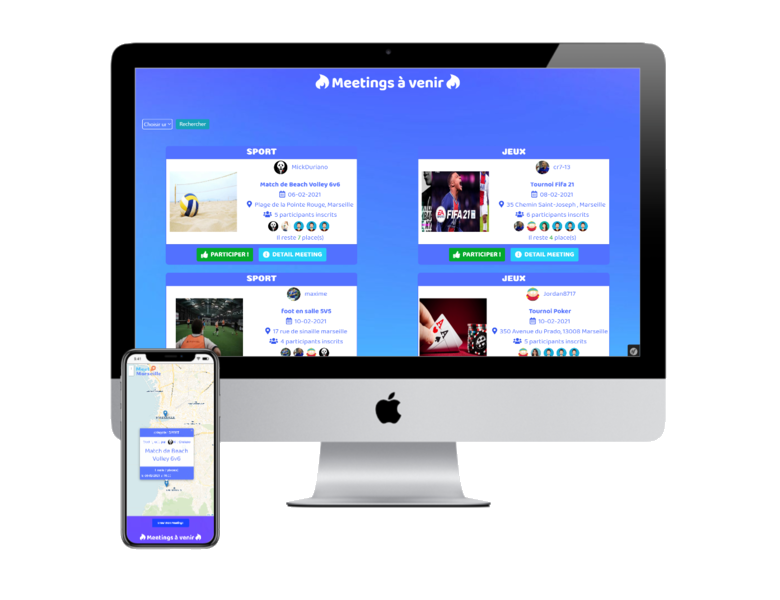 Meetings à venir
Rechercher
SPORT
MickDuriano
Match de Beach Volley 6v6
06-02-2021
Plage de la Pointe Rouge, Marseille
5 participants inscrits
Il reste 7 place(s)
PARTICIPER !
DETAIL MEETING
JEUX
cr7-13
Tournoi Fifa 21
08-02-2021
35 Chemin Saint-Joseph , Marseille
6 participants inscrits
Il reste 4 place(s)
PARTICIPER !
DETAIL MEETING
FIFA 21
SPORT
maxime
foot en salle 5V5
10-02-2021
17 rue de sinaille marseille
4 participants inscrits
JEUX
Jordan8717
Tournoi Poker
10-02-2021
350 Avenue du Prado, 13008 Marseille
5 participants inscrits
Marseille
Match de Beach
Volley 6v6
Meetings à venir